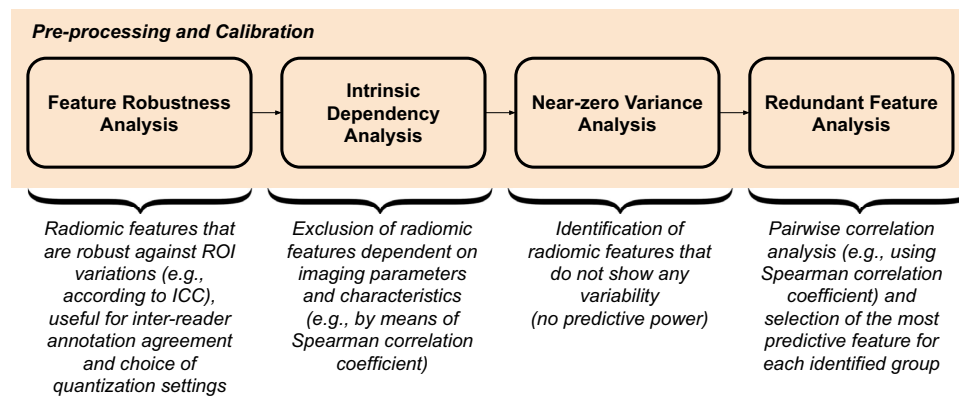 Pre-processing and Calibration
Feature Robustness
Analysis
Intrinsic
Dependency
Analysis
Near-zero Variance
Analysis
Redundant Feature
Analysis
Radiomic features that
are robust against ROI
variations (e.g.,
according to ICC),
useful for inter-reader
annotation agreement
and choice of
quantization settings
Exclusion of radiomic
features dependent on
imaging parameters
and characteristics
(e.g., by means of
Spearman correlation
coefficient)
Identification of
radiomic features that
do not show any
variability
(no predictive power)
Pairwise correlation
analysis (e.g., using
Spearman correlation
coefficient) and
selection of the most
predictive feature for
each identified group